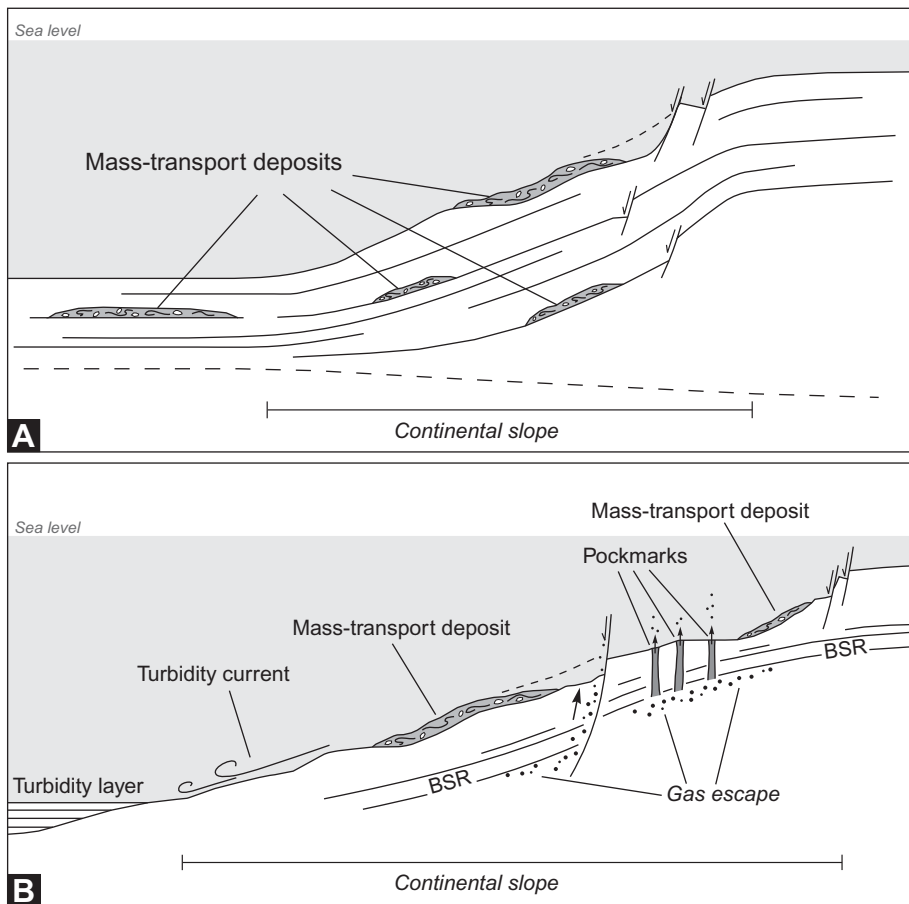 Sea level
Mass-transport deposits
Continental slope
A
Sea level
Mass-transport deposit
Pockmarks
Mass-transport deposit
Turbidity current
BSR
Turbidity layer
BSR
Gas escape
Continental slope
B